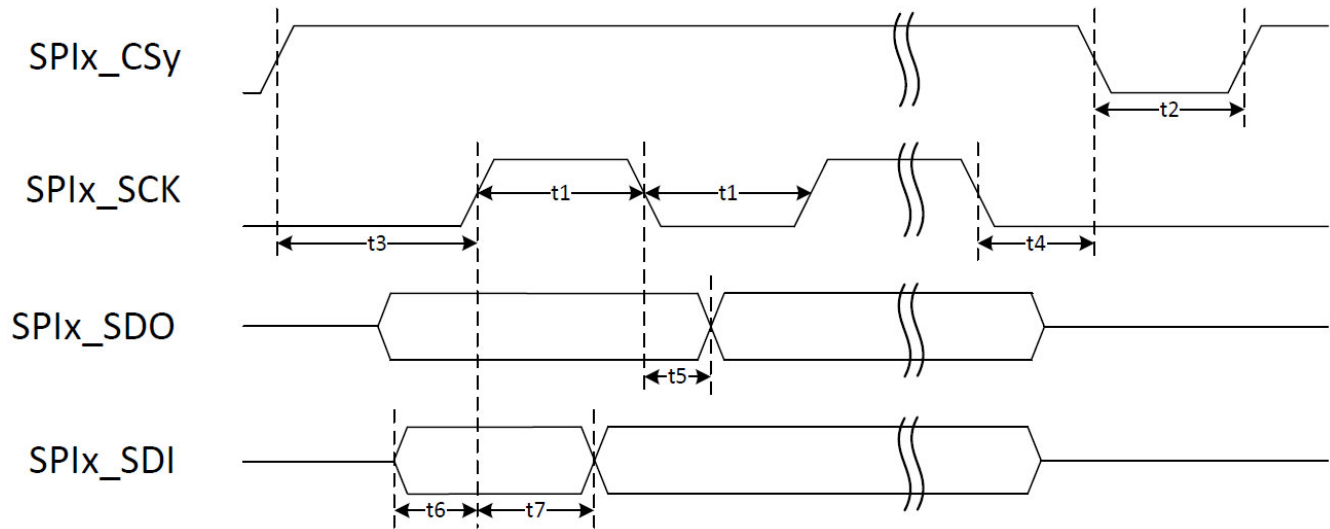 SPIx_CSy
t2
SPIx_SCK
t1 t1
t3 t4
SPIx_SDO
t5
SPIx_SDI
t6 t7